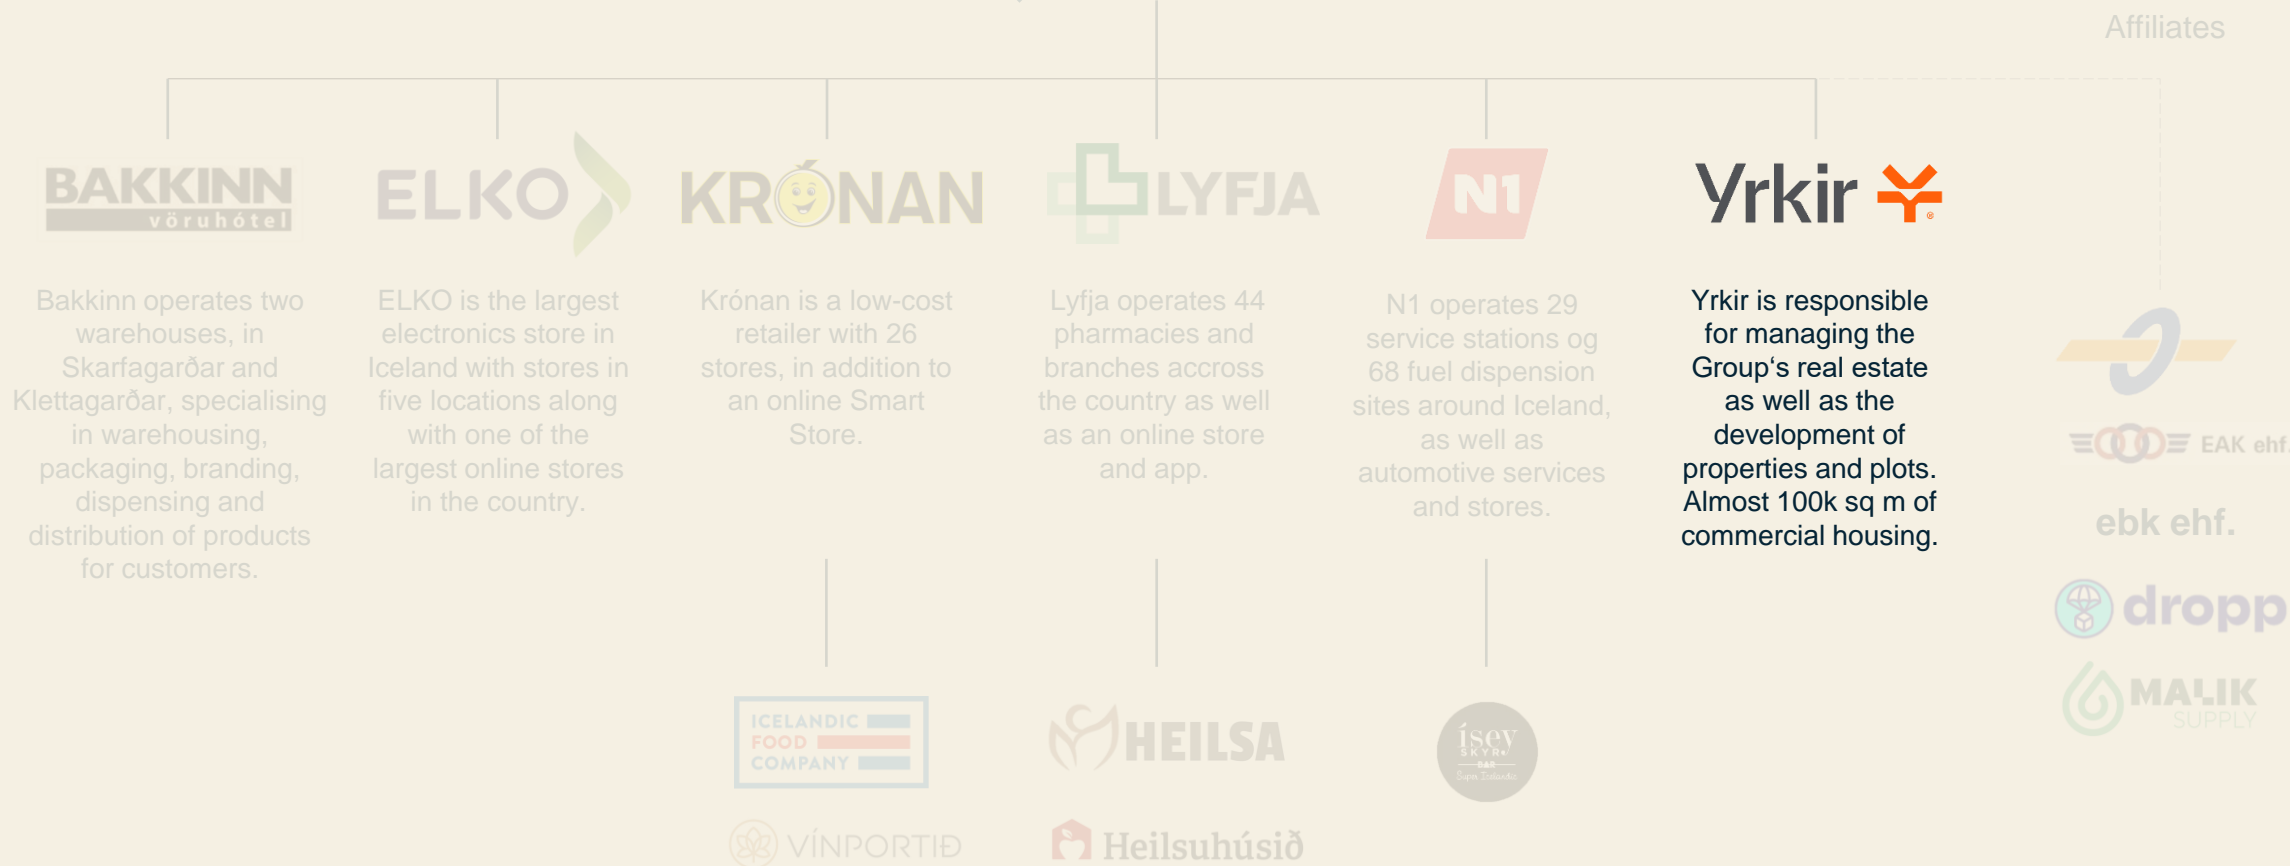 Affiliates
BAKKINN
vöruhótel
Bakkinn operates two
warehouses, in
Skarfagarðar and
Klettagarðar, specialising
in warehousing,
packaging, branding,
dispensing and
distribution of products
for customers.
ELKO
ELKO is the largest
electronics store in
Iceland with stores in
five locations along
with one of the
largest online stores
in the country.
KRÓNAN
Krónan is a low-cost
retailer with 26
stores, in addition to
an online Smart
Store.
LYFJA
Lyfja operates 44
pharmacies and
branches accross
the country as well
as an online store
and app.
N1
N1 operates 29
service stations og
68 fuel dispension
sites around Iceland,
as well as
automotive services
and stores.
Yrkir
Yrkir is responsible
for managing the
Group‘s real estate
as well as the
development of
properties and plots.
Almost 100k sq m of
commercial housing.
EAK ehf.
ebk ehf.
dropp
MALIK
SUPPLY
ICELANDIC
FOOD
COMPANY
VÍNPORTIÐ
HEILSA
Heilsuhúsið
ísey
SKYR
BAR
Super Icelandic